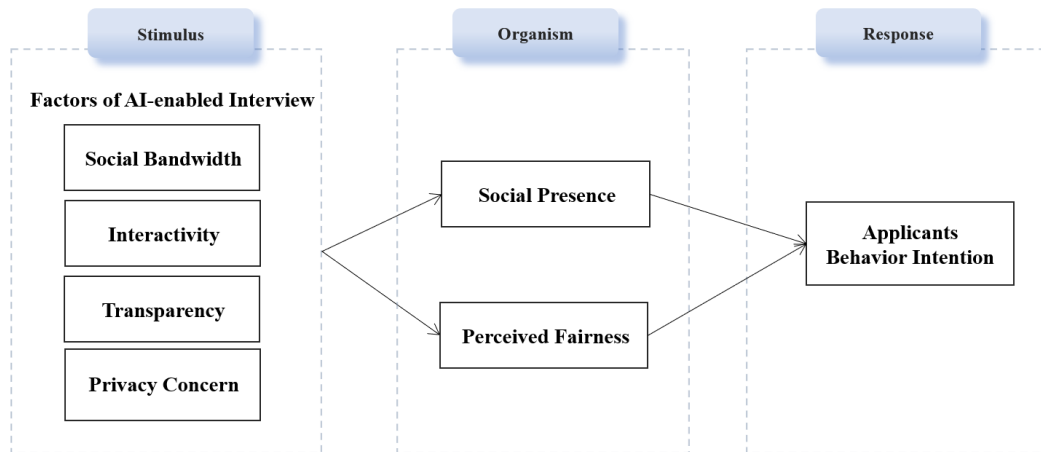 Stimulus
Organism
Response
Factors of AI-enabled Interview
Social Bandwidth
Interactivity
Transparency
Privacy Concern
Social Presence
Perceived Fairness
Applicants
Behavior Intention